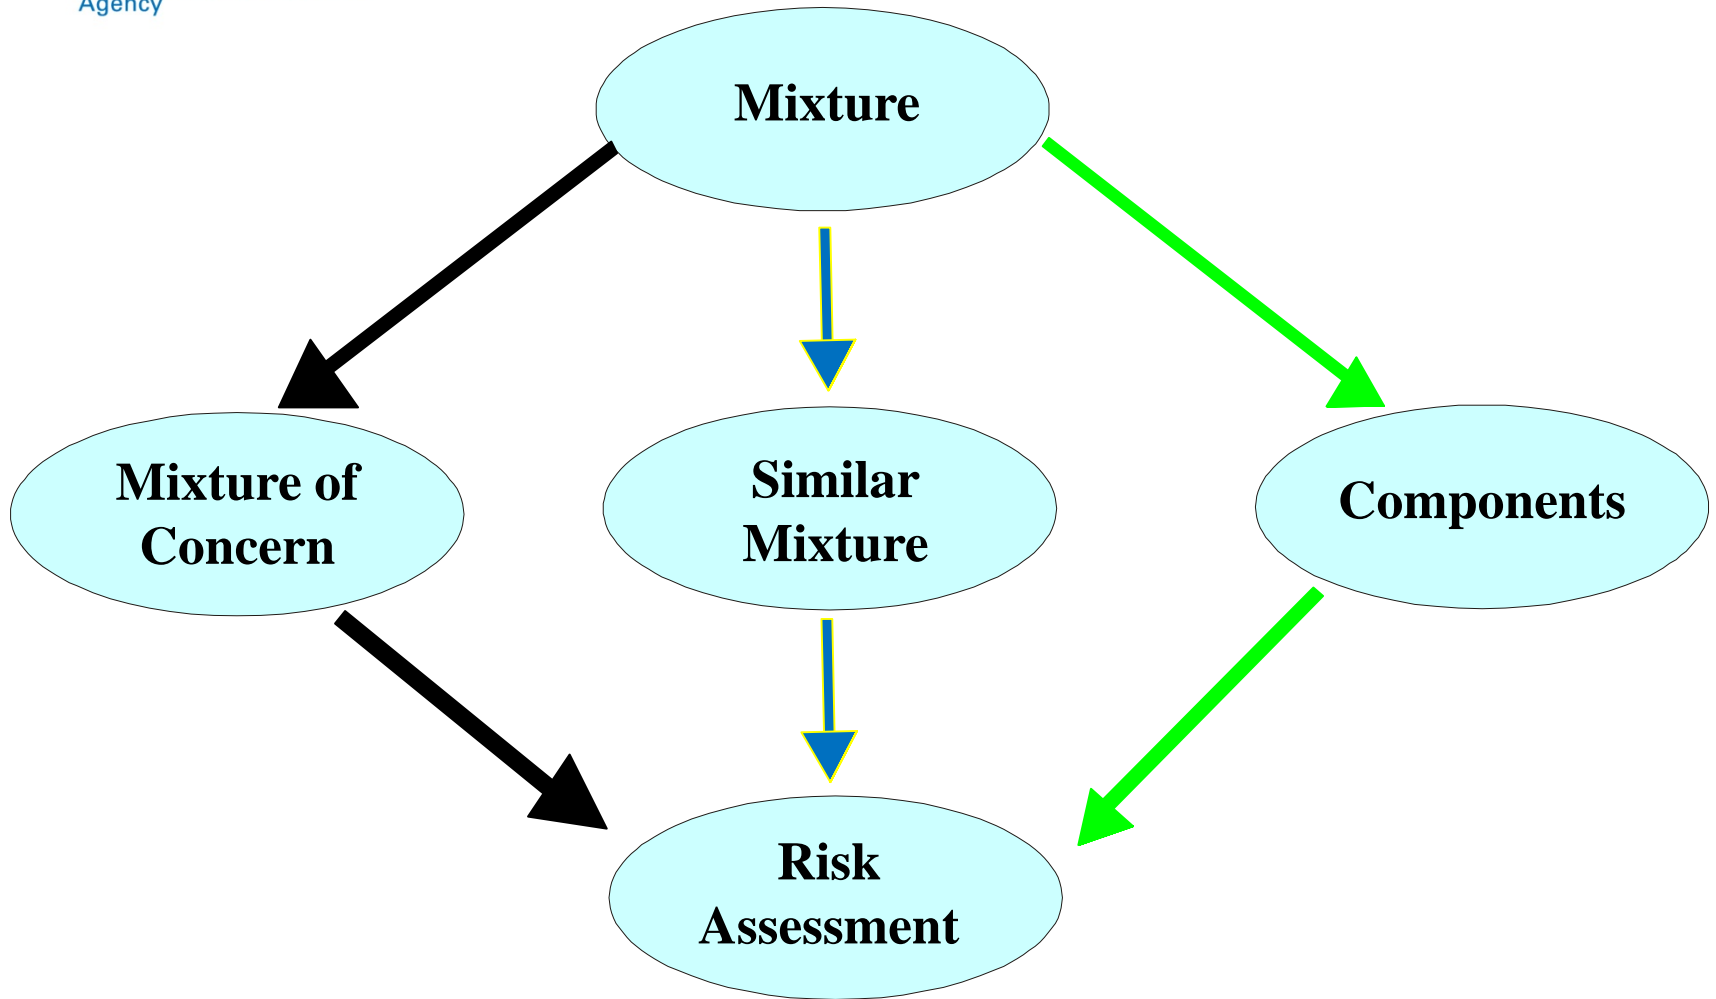 Agency
Mixture
Mixture of
Concern
Similar
Mixture
Components
Risk
Assessment